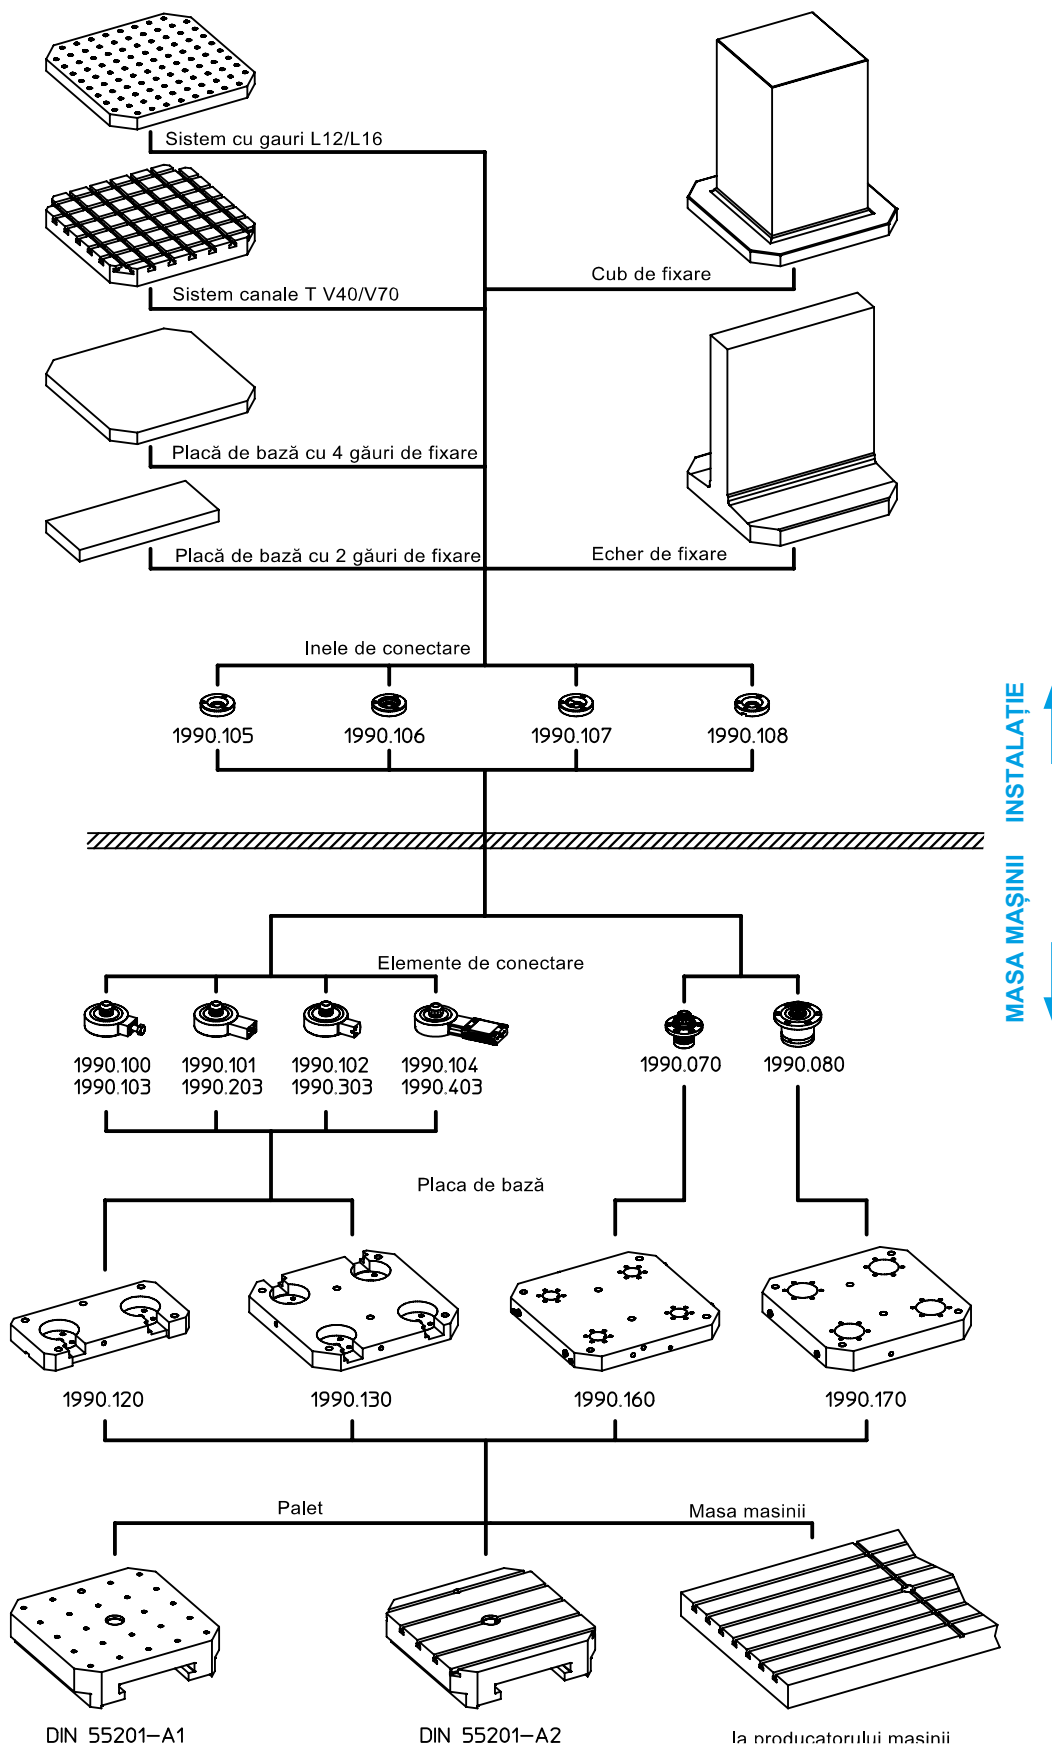 Sistem cu gauri L12/L16
Cub de fixare
Sistem canale T V40/V70
Placă de bază cu 4 găuri de fixare
Placă de bază cu 2 găuri de fixare
Echer de fixare
Inele de conectare
1990.105
1990.106
1990.107
1990.108
INSTALAȚIE
MASA MAȘINII
Elemente de conectare
1990.100
1990.103
1990.101
1990.203
1990.102
1990.303
1990.104
1990.403
1990.070
1990.080
Placa de bază
1990.120
1990.130
1990.160
1990.170
Palet
Masa masinii
DIN 55201-A1
DIN 55201-A2
la producatorului masinii